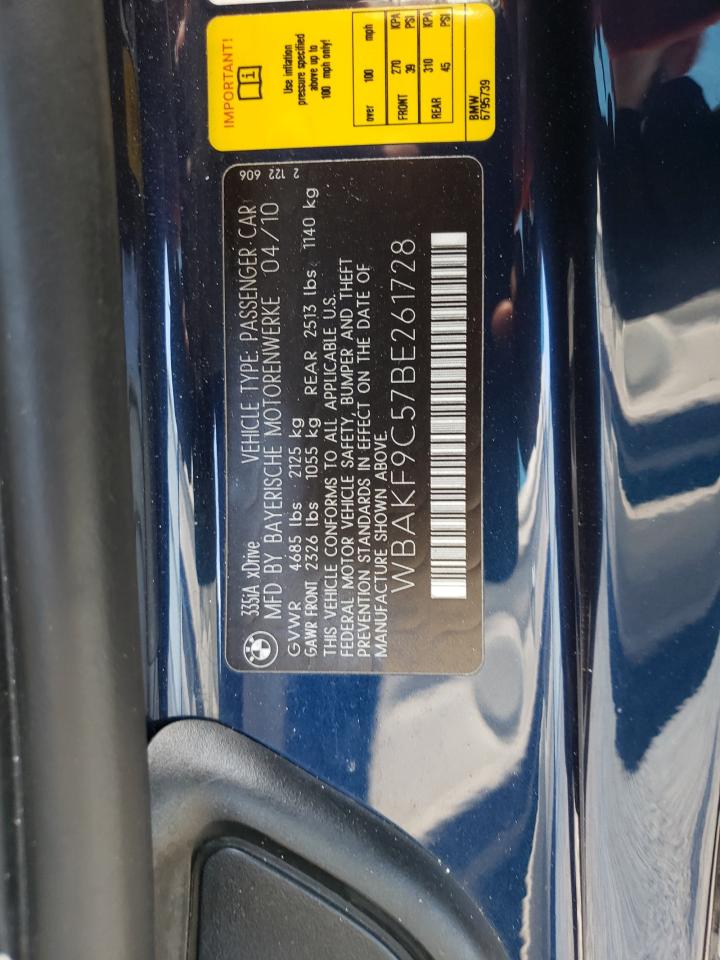 335iA xDrive VEHICLE TYPE: PASSENGER CAR
MFD BY BAYERISCHE MOTORENWERKE 04/10
GVWR 4685 lbs 2125 kg
GAWR FRONT 2326 lbs 1055 kg REAR 2513 lbs 1140 kg
THIS VEHICLE CONFORMS TO ALL APPLICABLE U.S.
FEDERAL MOTOR VEHICLE SAFETY, BUMPER AND THEFT
PREVENTION STANDARDS IN EFFECT ON THE DATE OF
MANUFACTURE SHOWN ABOVE.
WBAKF9C57BE261728
2 122 606
IMPORTANT!
Use inflation
pressure specified
above up to
100 mph only!
over 100 mph
FRONT 270 KPA
39 PSI
REAR 310 KPA
45 PSI
BMW
6795739